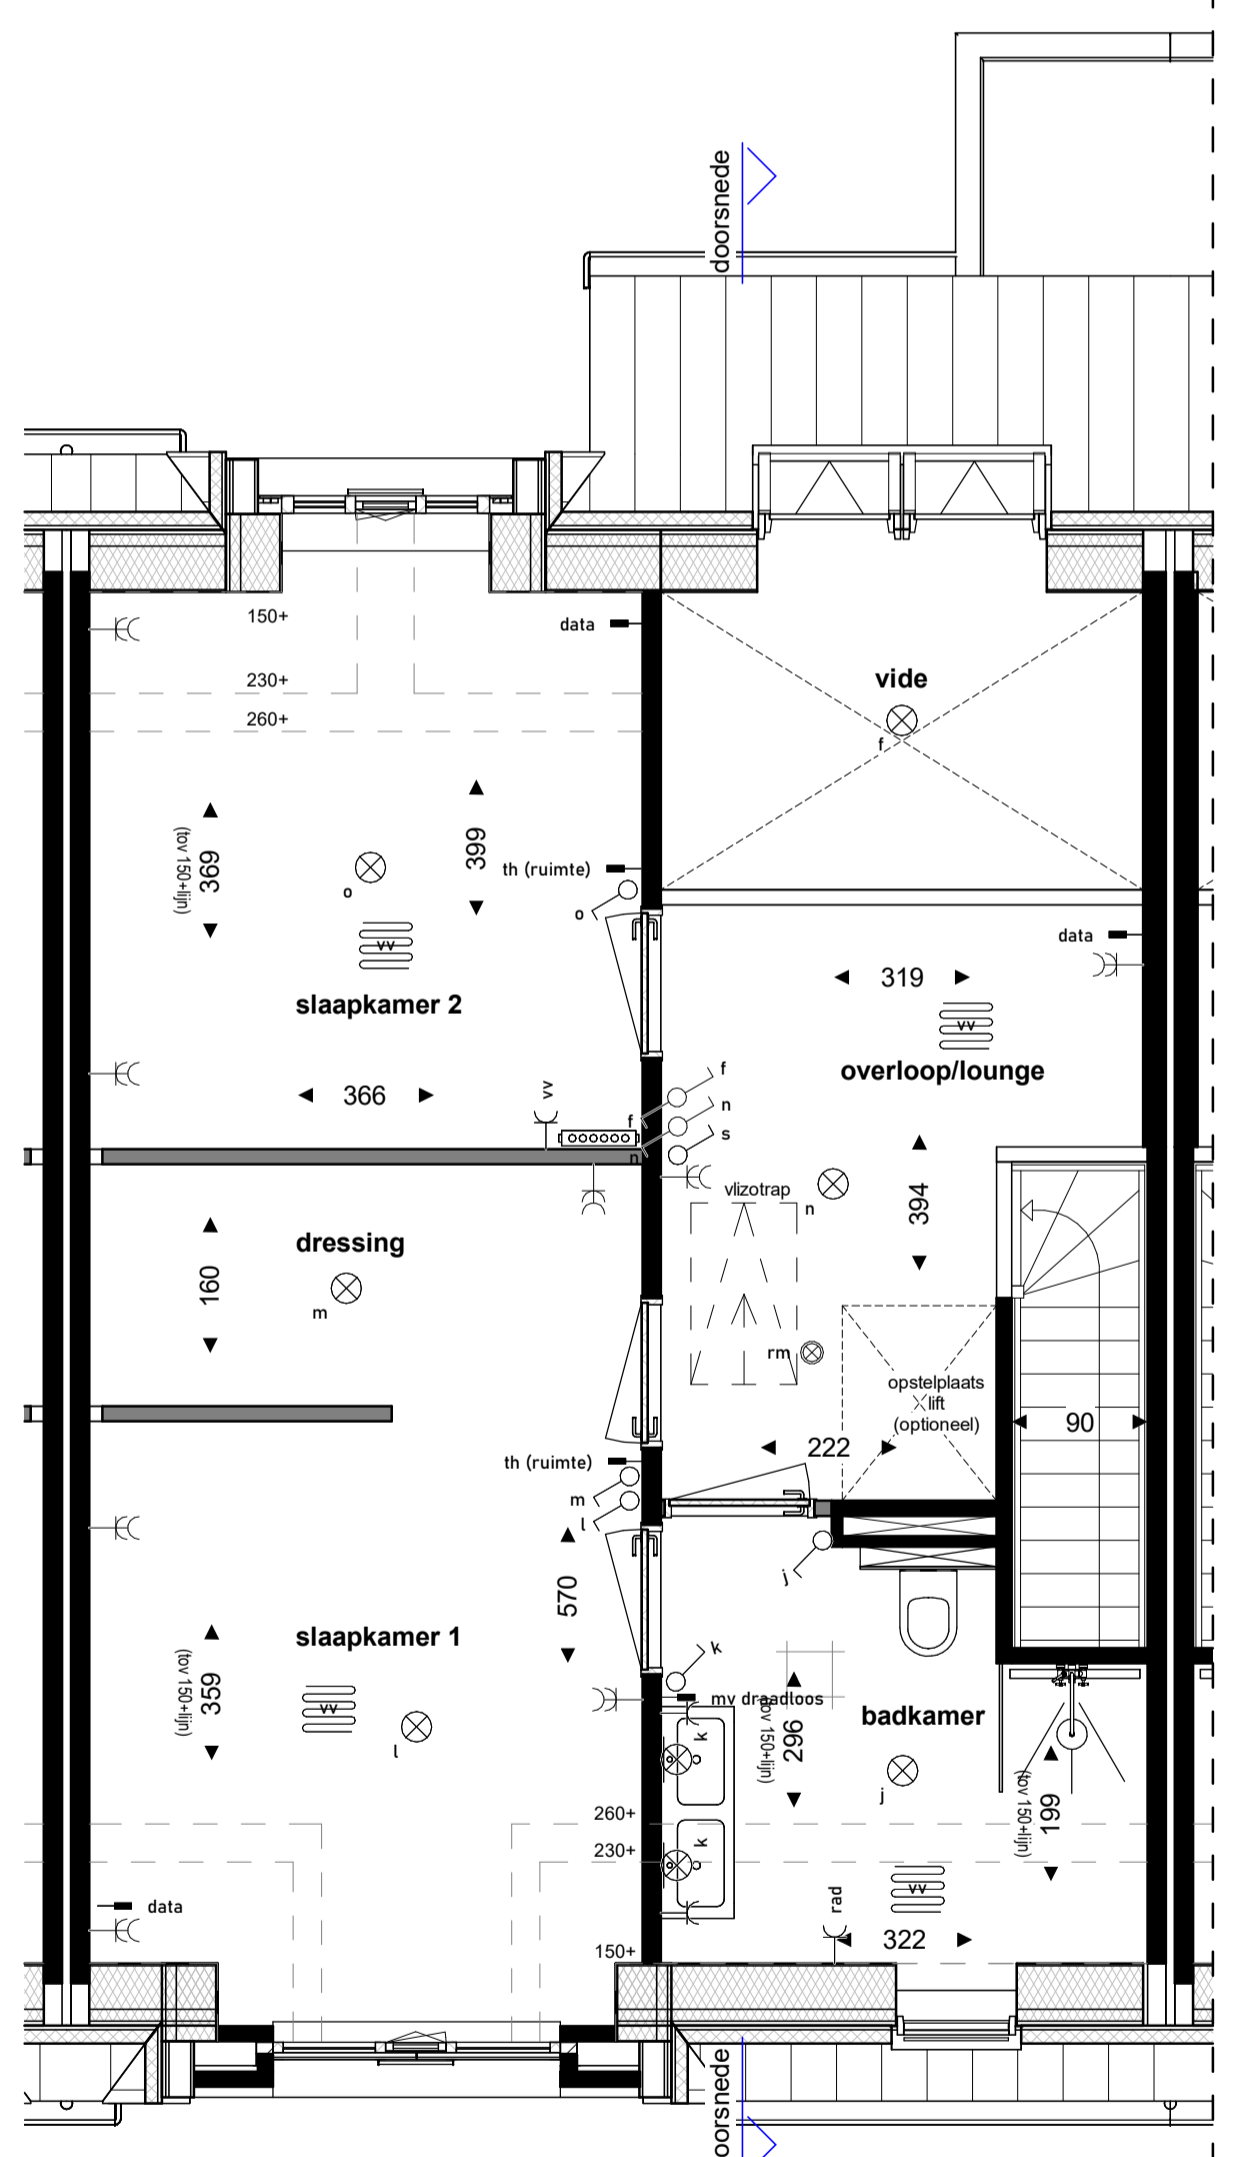 doorsnede
150+
data
230+
260+
vide
f
369
(tov 150+lijn)
399
th (ruimte)
o
o
vv
slaapkamer 2
data
319
vv
overloop/lounge
366
vv
f
f
n
n
s
vlizotrap
n
394
dressing
160
m
rm
opstelplaats
lift
(optioneel)
90
222
th (ruimte)
m
l
j
570
slaapkamer 1
k
359
(tov 150+lijn)
vv
l
mv draadloos
296
(tov 150+lijn)
badkamer
k
j
199
(tov 150+lijn)
260+
k
230+
vv
rad
data
150+
322
oorsnede